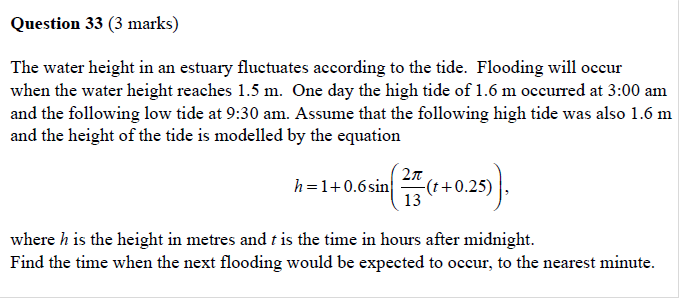 Question 33 (3 marks)
The water height in an estuary fluctuates according to the tide.  Flooding will occur
when the water height reaches 1.5 m.  One day the high tide of 1.6 m occurred at 3:00 am
and the following low tide at 9:30 am. Assume that the following high tide was also 1.6 m
and the height of the tide is modelled by the equation
h = 1 + 0.6 sin( 2π/13 (t + 0.25) ),
where h is the height in metres and t is the time in hours after midnight.
Find the time when the next flooding would be expected to occur, to the nearest minute.